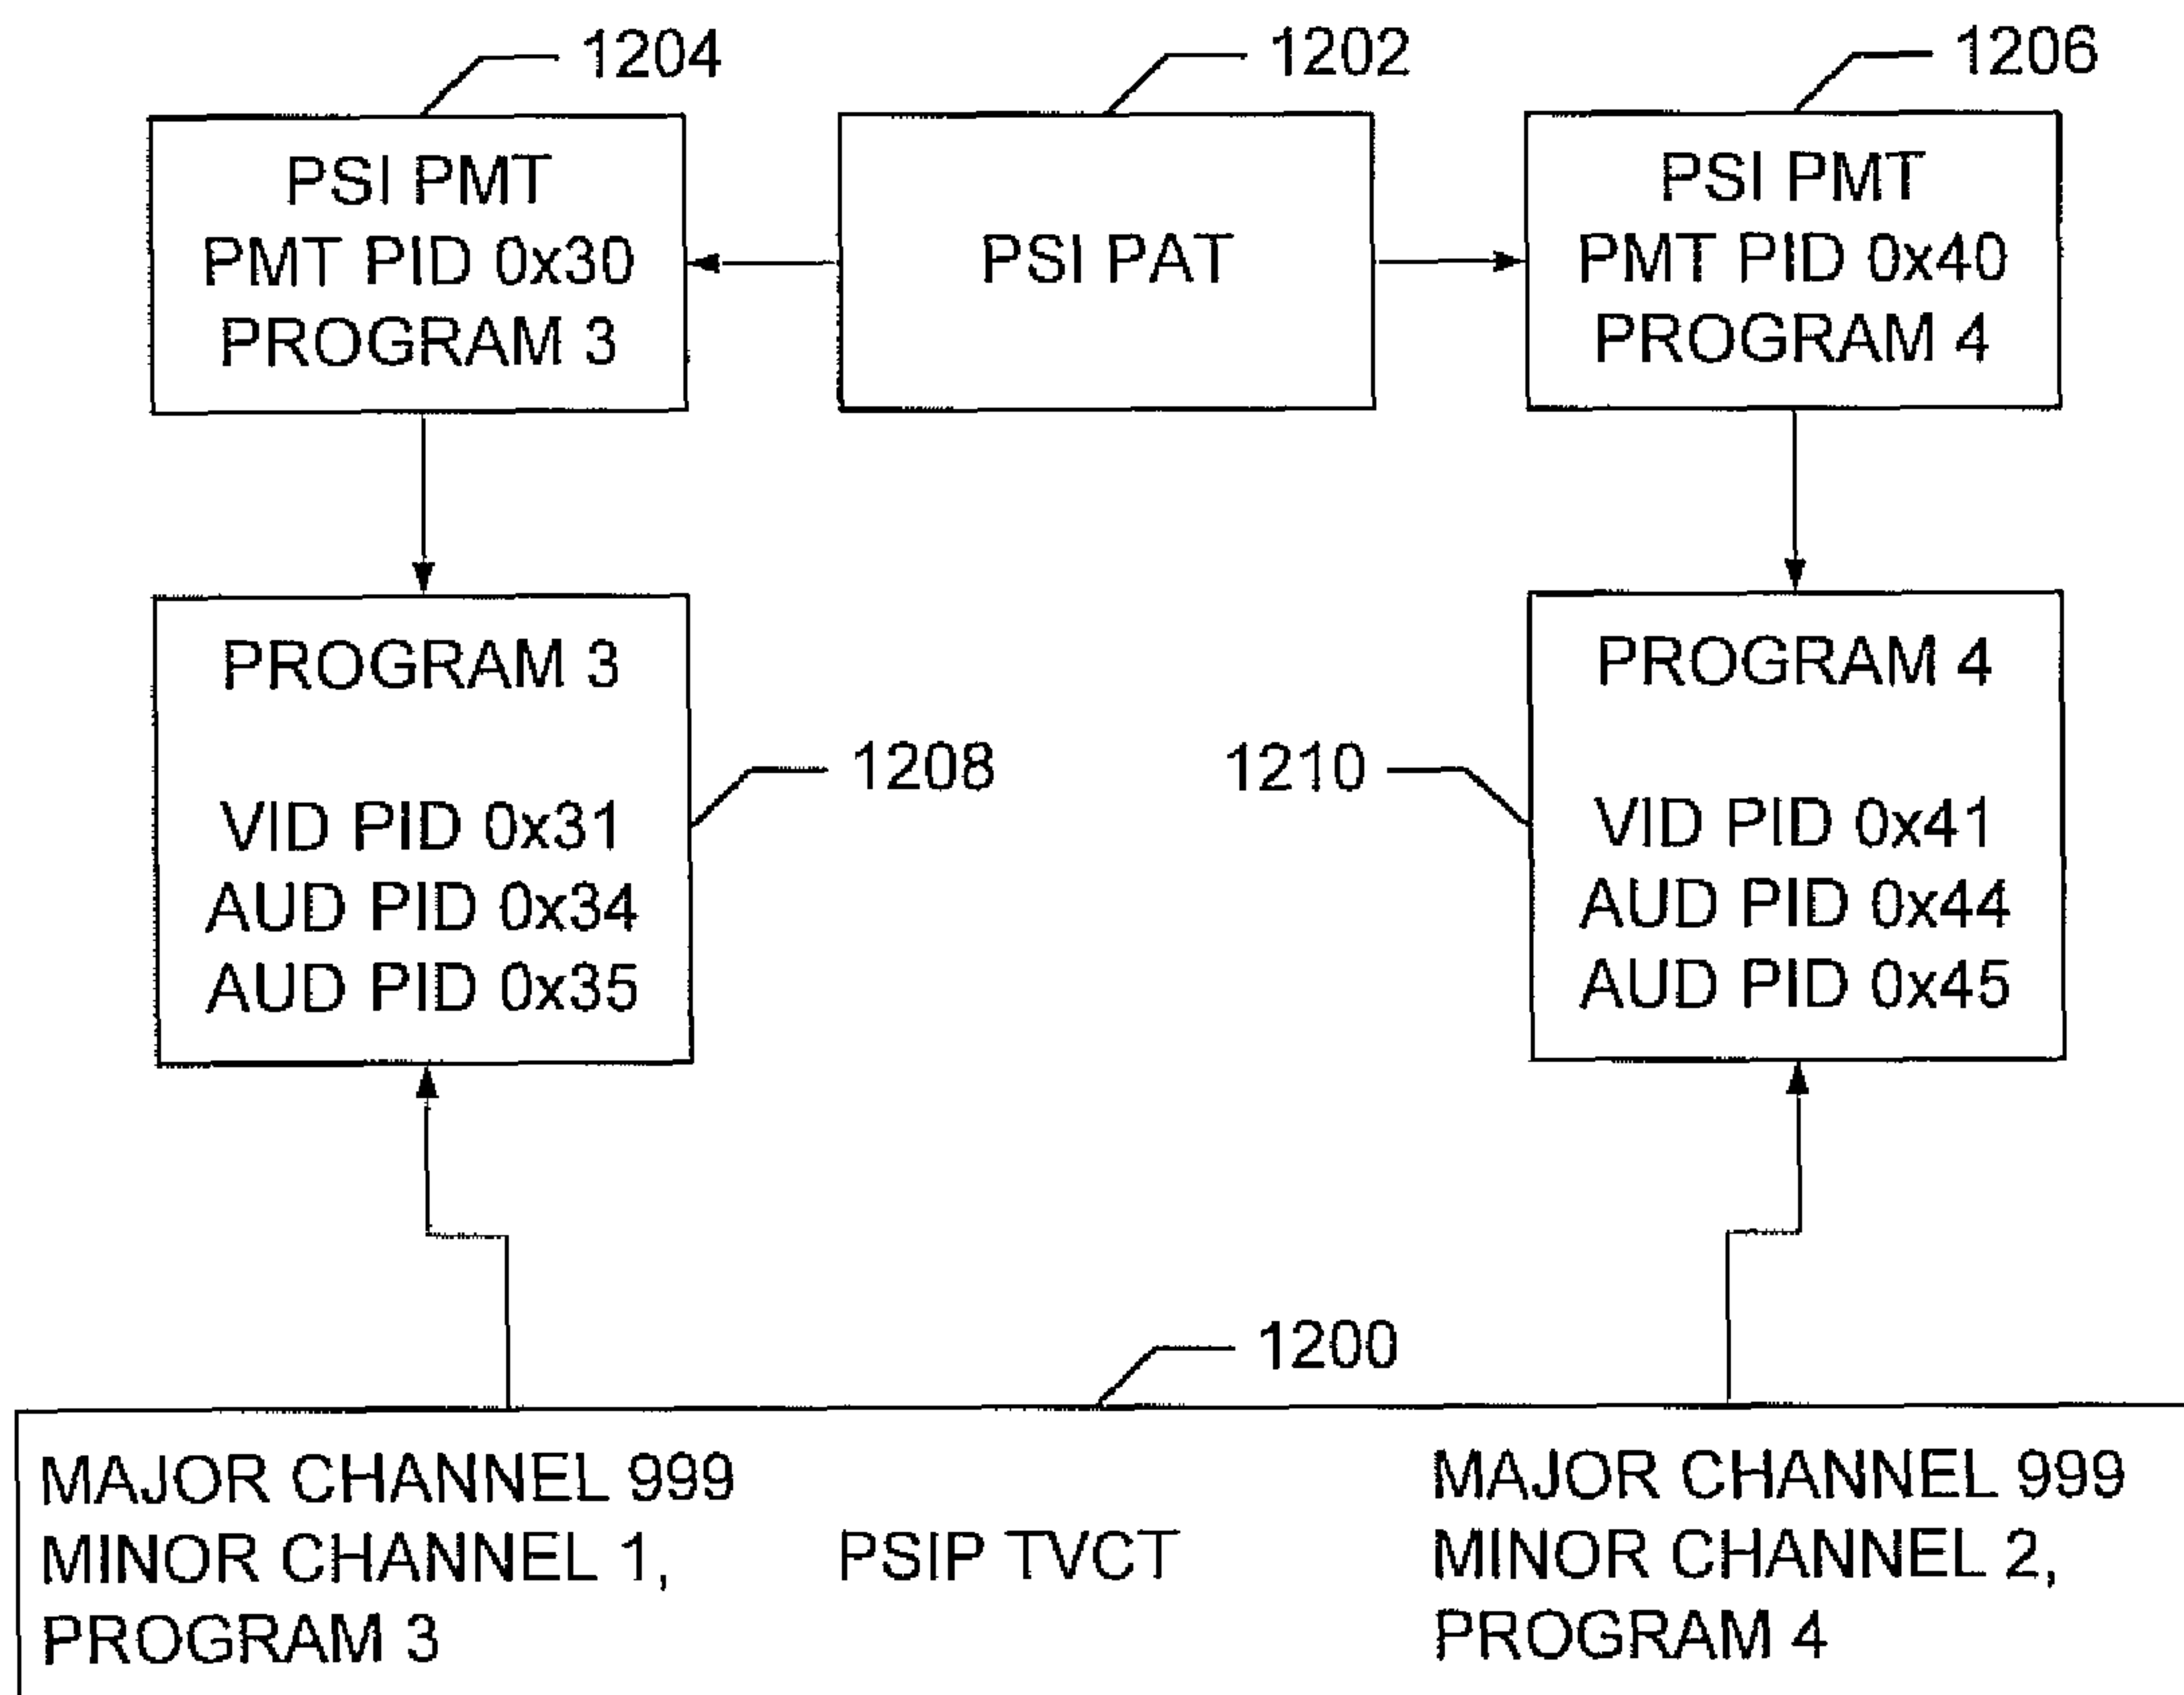 1204
1202
1206
PSI PMT
PMT PID 0x30
PROGRAM 3
PSI PAT
PSI PMT
PMT PID 0x40
PROGRAM 4
PROGRAM 3
VID PID 0x31
AUD PID 0x34
AUD PID 0x35
1208
1210
PROGRAM 4
VID PID 0x41
AUD PID 0x44
AUD PID 0x45
1200
MAJOR CHANNEL 999
MINOR CHANNEL 1,
PROGRAM 3
PSIP TVCT
MAJOR CHANNEL 999
MINOR CHANNEL 2,
PROGRAM 4